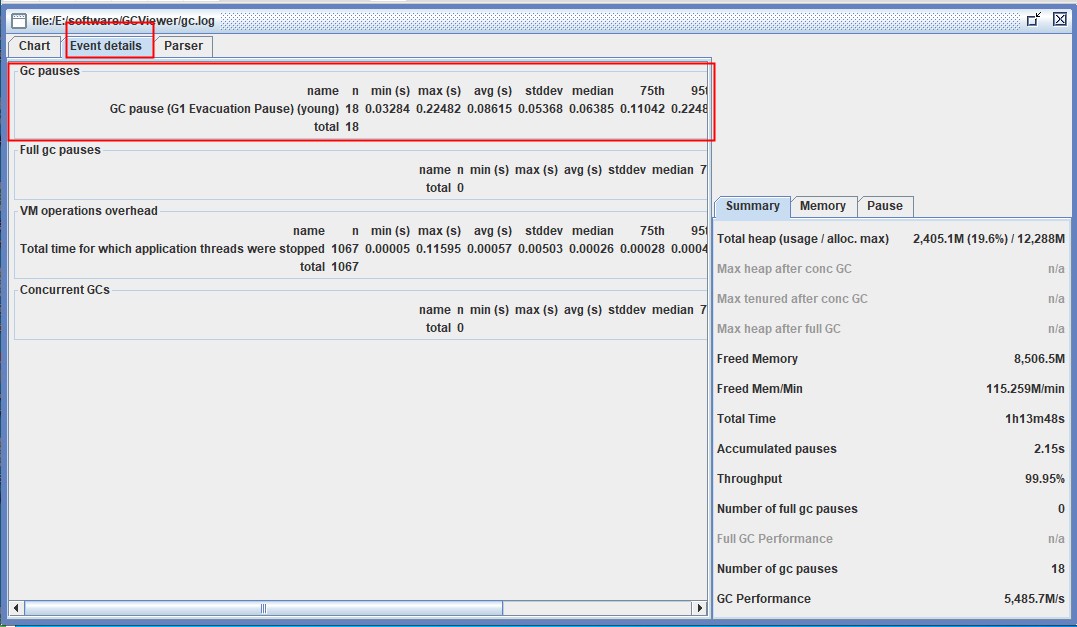 file:/E:/software/GCViewer/gc.log
Chart Event details Parser
Gc pauses
name n min (s) max (s) avg (s) stddev median 75th 95t
GC pause (G1 Evacuation Pause) (young) 18 0.03284 0.22482 0.08615 0.05368 0.06385 0.11042 0.2248
total 18
Full gc pauses
name n min (s) max (s) avg (s) stddev median 7
total 0
VM operations overhead
name n min (s) max (s) avg (s) stddev median 75th 95t
Total time for which application threads were stopped 1067 0.00005 0.11595 0.00057 0.00503 0.00026 0.00028 0.0004
total 1067
Concurrent GCs
name n min (s) max (s) avg (s) stddev median 7
total 0
Summary Memory Pause
Total heap (usage / alloc. max) 2,405.1M (19.6%) / 12,288M
Max heap after conc GC n/a
Max tenured after conc GC n/a
Max heap after full GC n/a
Freed Memory 8,506.5M
Freed Mem/Min 115.259M/min
Total Time 1h13m48s
Accumulated pauses 2.15s
Throughput 99.95%
Number of full gc pauses 0
Full GC Performance n/a
Number of gc pauses 18
GC Performance 5,485.7M/s